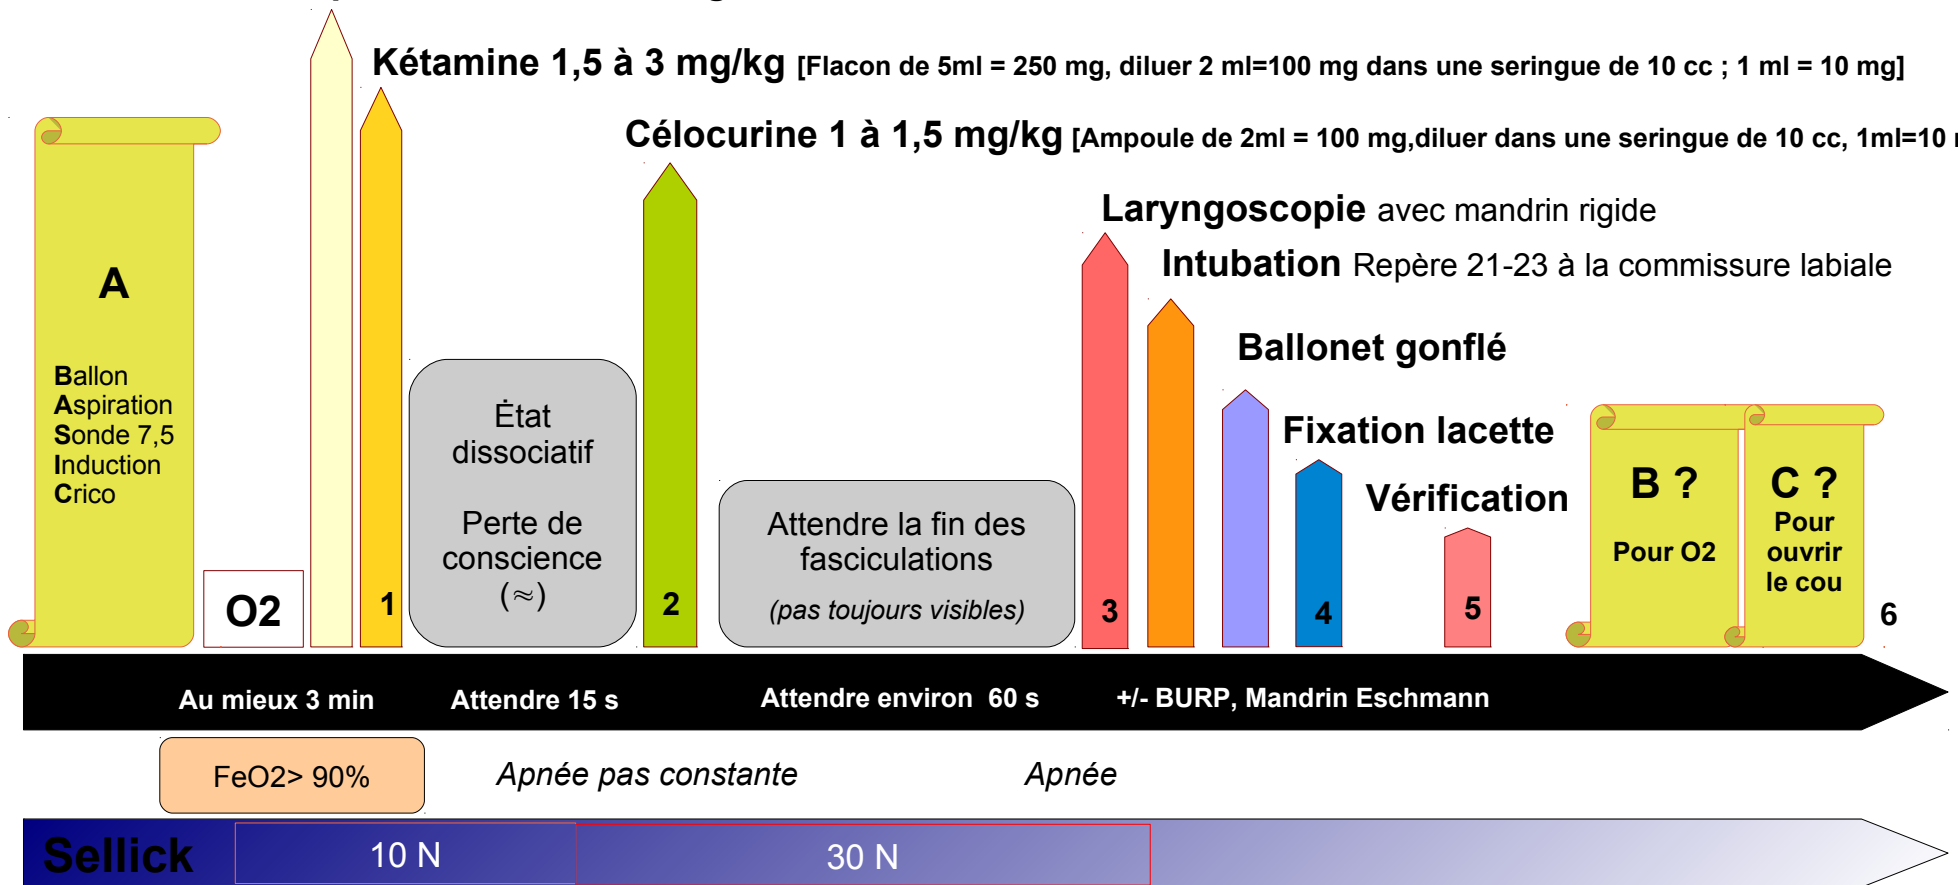 Kétamine 1,5 à 3 mg/kg [Flacon de 5ml = 250 mg, diluer 2 ml=100 mg dans une seringue de 10 cc ; 1 ml = 10 mg]
Célocurine 1 à 1,5 mg/kg [Ampoule de 2ml = 100 mg,diluer dans une seringue de 10 cc, 1ml=10
Laryngoscopie avec mandrin rigide
Intubation Repère 21-23 à la commissure labiale
Ballonet gonflé
Fixation lacette
Vérification
A
Ballon
Aspiration
Sonde 7,5
Induction
Crico
O2
1
État
dissociatif
Perte de
conscience
(≈)
2
Attendre la fin des
fasciculations
(pas toujours visibles)
3
4
5
B ?
Pour O2
C ?
Pour
ouvrir
le cou
6
Au mieux 3 min
Attendre 15 s
Attendre environ 60 s
+/- BURP, Mandrin Eschmann
FeO2> 90%
Apnée pas constante
Apnée
Sellick
10 N
30 N